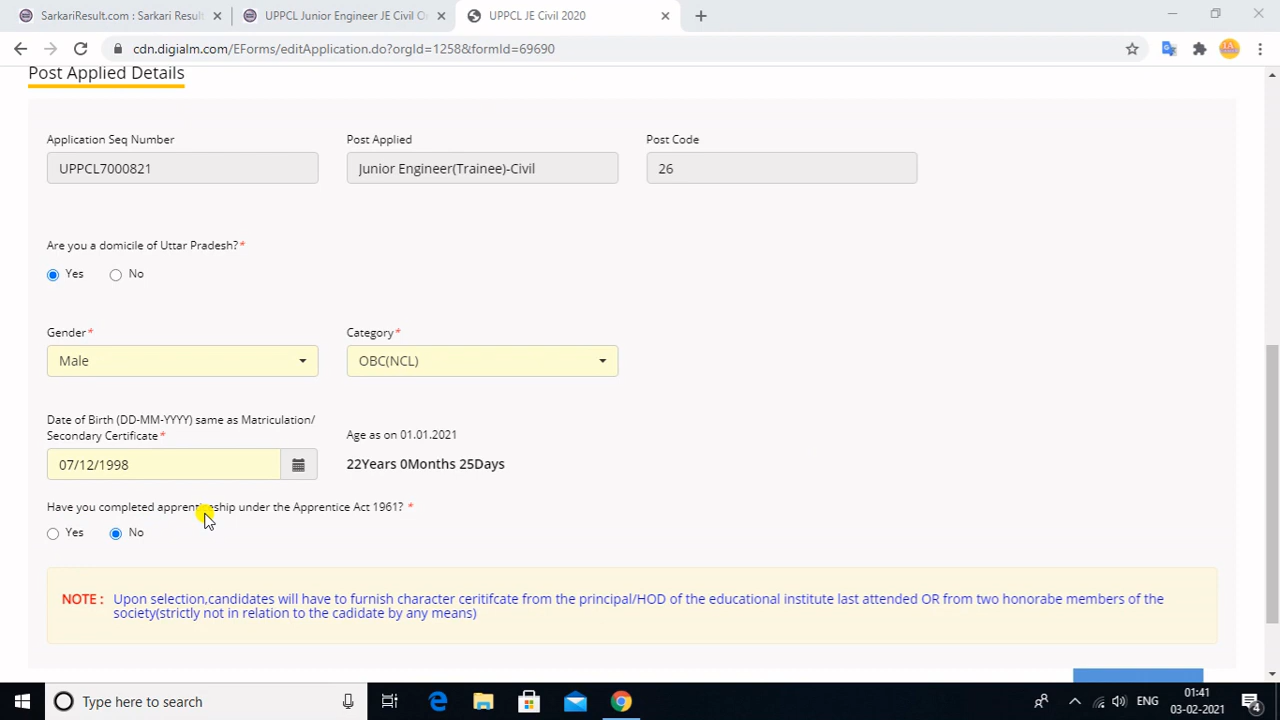 SarkariResult.com : Sarkari Result
UPPCL Junior Engineer JE Civil O
UPPCL JE Civil 2020
cdn.digialm.com/EForms/editApplication.do?orgId=1258&formId=69690
Post Applied Details
Application Seq Number
Post Applied
Post Code
UPPCL7000821
Junior Engineer(Trainee)-Civil
26
Are you a domicile of Uttar Pradesh?*
Yes
No
Gender*
Category*
Male
OBC(NCL)
Date of Birth (DD-MM-YYYY) same as Matriculation/
Secondary Certificate*
Age as on 01.01.2021
07/12/1998
22Years 0Months 25Days
Have you completed apprenticeship under the Apprentice Act 1961? *
Yes
No
NOTE : Upon selection,candidates will have to furnish character ceritifcate from the principal/HOD of the educational institute last attended OR from two honorabe members of the
society(strictly not in relation to the cadidate by any means)
Type here to search
ENG
01:41
03-02-2021
4